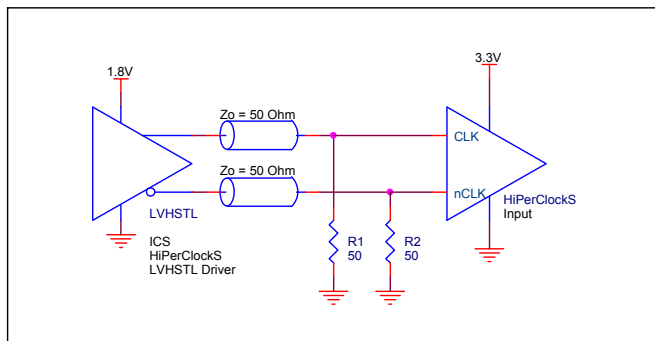 1.8V
3.3V
Zo = 50 Ohm
CLK
Zo = 50 Ohm
nCLK
HiPerClockS
Input
LVHSTL
ICS
HiPerClockS
LVHSTL Driver
R1
50
R2
50